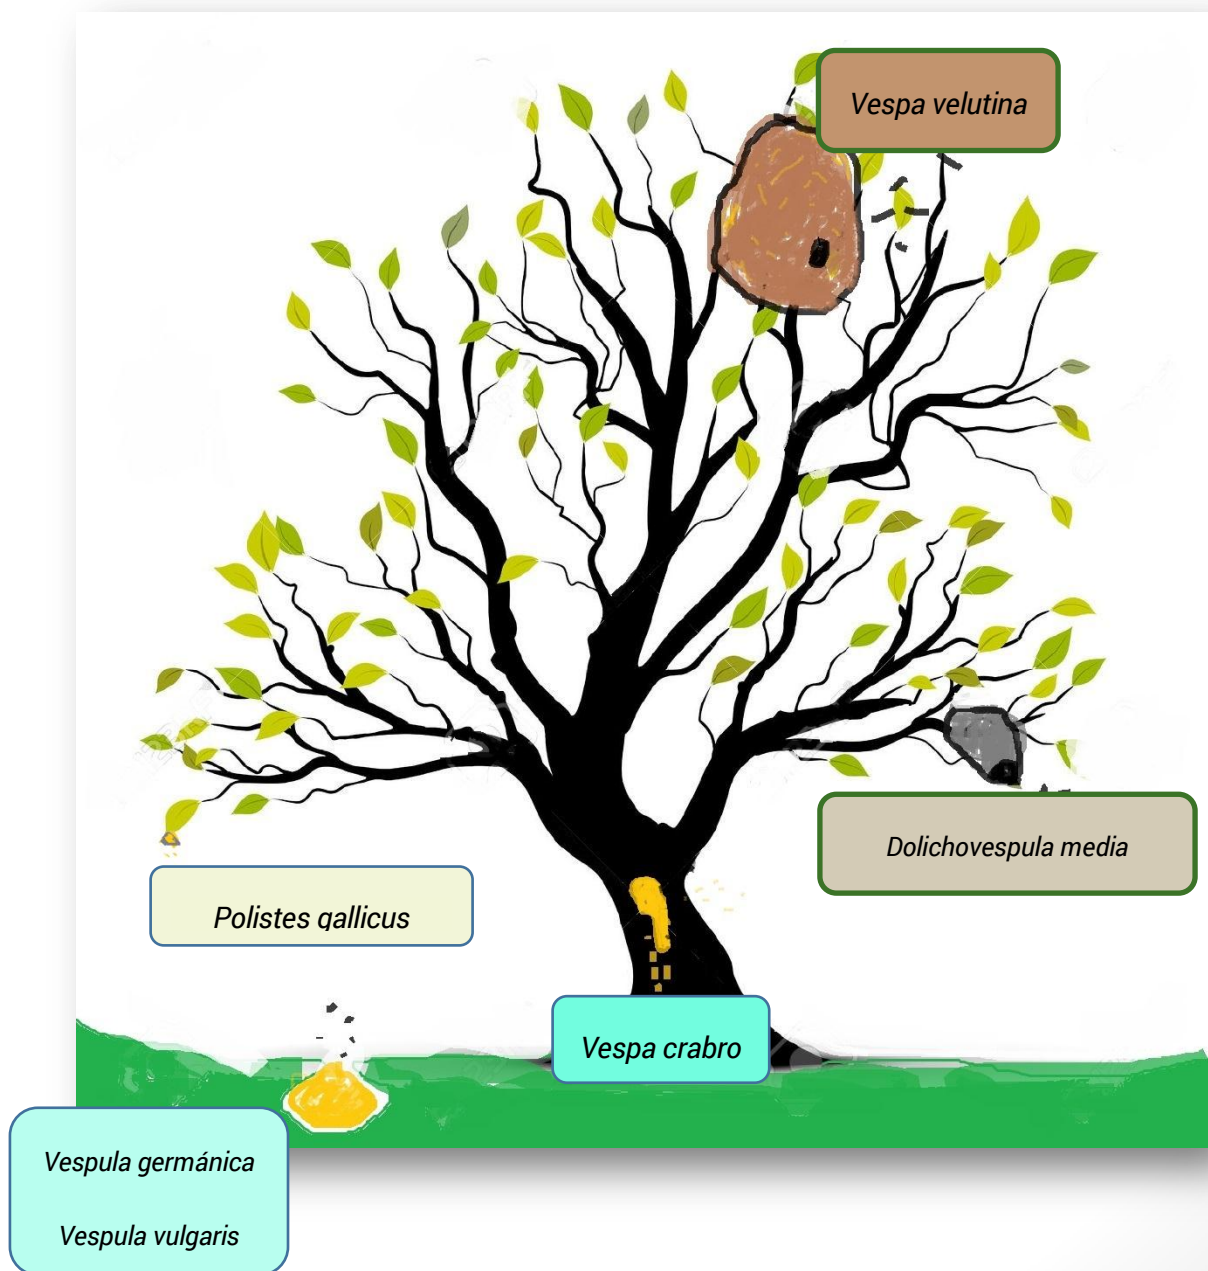 Vespa velutina
Dolichovespula media
Polistes gallicus
Vespa crabro
Vespula germánica
Vespula vulgaris